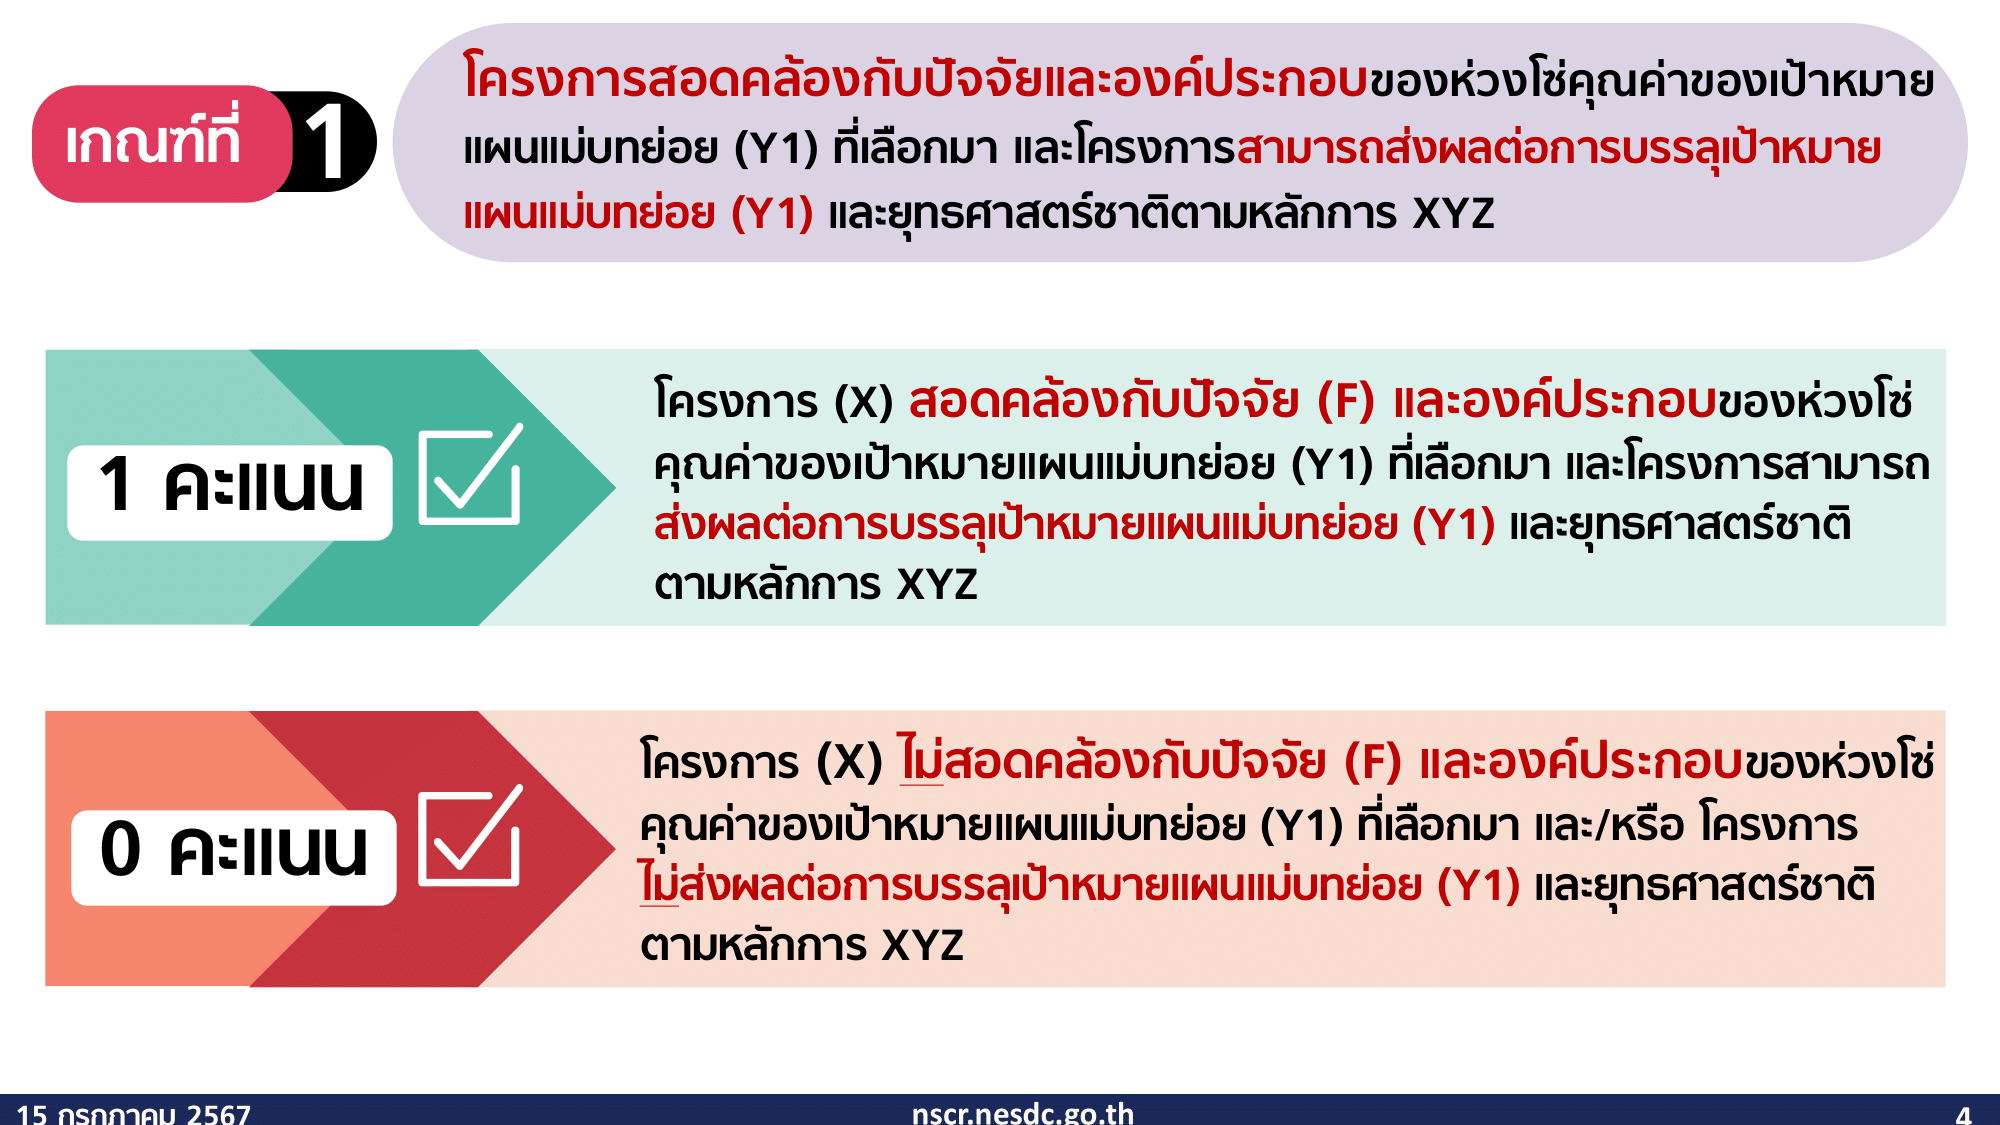 เกณฑ์ที่ 1
โครงการสอดคล้องกับปัจจัยและองค์ประกอบของห่วงโซ่คุณค่าของเป้าหมาย
แผนแม่บทย่อย (Y1) ที่เลือกมา และโครงการสามารถส่งผลต่อการบรรลุเป้าหมาย
แผนแม่บทย่อย (Y1) และยุทธศาสตร์ชาติตามหลักการ XYZ
1 คะแนน
โครงการ (X) สอดคล้องกับปัจจัย (F) และองค์ประกอบของห่วงโซ่
คุณค่าของเป้าหมายแผนแม่บทย่อย (Y1) ที่เลือกมา และโครงการสามารถ
ส่งผลต่อการบรรลุเป้าหมายแผนแม่บทย่อย (Y1) และยุทธศาสตร์ชาติ
ตามหลักการ XYZ
0 คะแนน
โครงการ (X) ไม่สอดคล้องกับปัจจัย (F) และองค์ประกอบของห่วงโซ่
คุณค่าของเป้าหมายแผนแม่บทย่อย (Y1) ที่เลือกมา และ/หรือ โครงการ
ไม่ส่งผลต่อการบรรลุเป้าหมายแผนแม่บทย่อย (Y1) และยุทธศาสตร์ชาติ
ตามหลักการ XYZ
15 กรกฎาคม 2567
nscr.nesdc.go.th
4